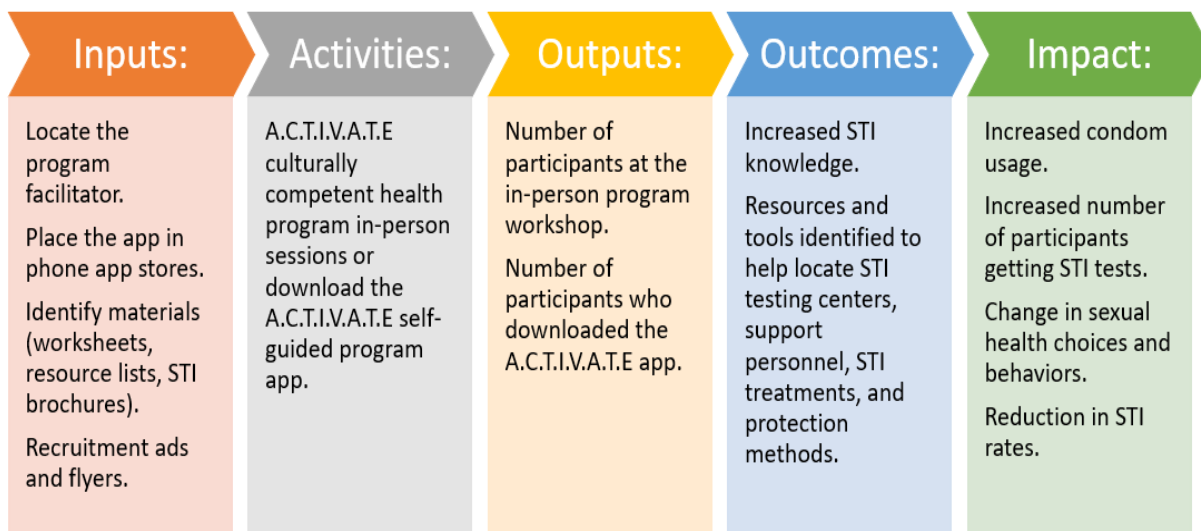 Inputs:
Locate the
program
facilitator.
Place the app in
phone app stores.
Identify materials
(worksheets,
resource lists, STI
brochures).
Recruitment ads
and flyers.
Activities:
A.C.T.I.V.A.T.E
culturally
competent health
program in-person
sessions or
download the
A.C.T.I.V.A.T.E self-
guided program
app.
Outputs:
Number of
participants at the
in-person program
workshop.
Number of
participants who
downloaded the
A.C.T.I.V.A.T.E app.
Outcomes:
Increased STI
knowledge.
Resources and
tools identified to
help locate STI
testing centers,
support
personnel, STI
treatments, and
protection
methods.
Impact:
Increased condom
usage.
Increased number
of participants
getting STI tests.
Change in sexual
health choices and
behaviors.
Reduction in STI
rates.